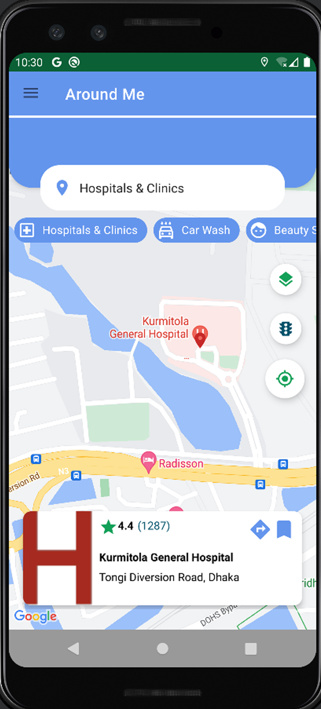 10:30
Around Me
Hospitals & Clinics
Hospitals & Clinics
Car Wash
Beauty S
Kurmitola
General Hospital
Radisson
N3
ersion Rd
4.4 (1287)
Kurmitola General Hospital
Tongi Diversion Road, Dhaka
Google
DOHS Byp